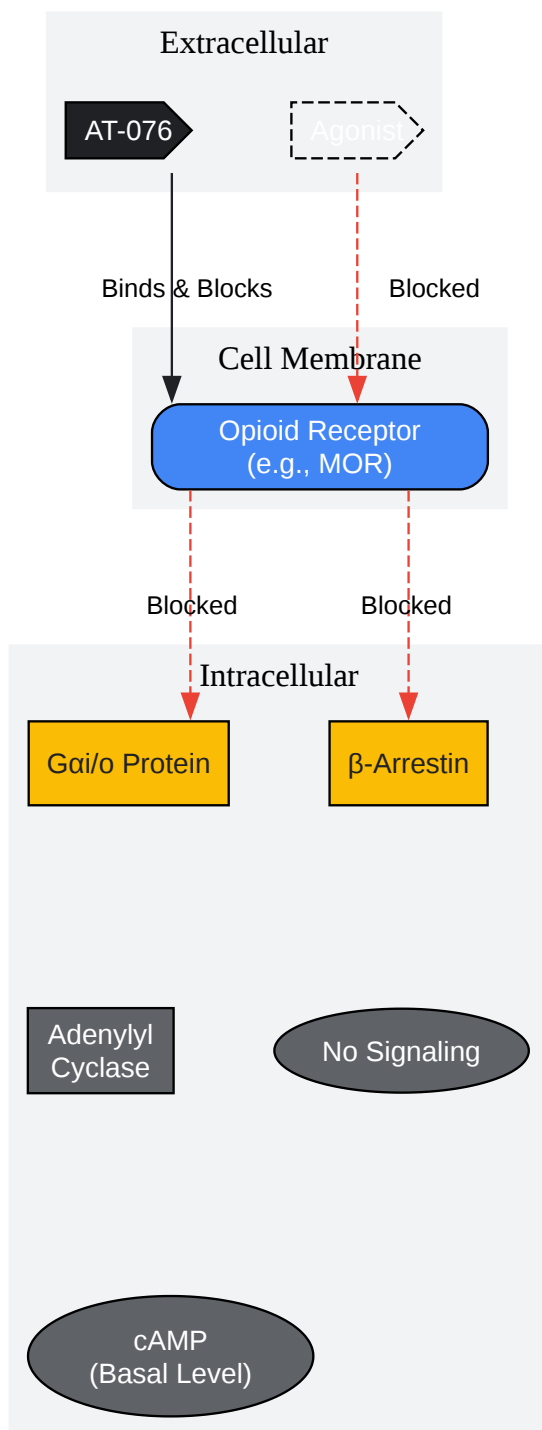 Extracellular
AT-076
Agonist
Binds & Blocks
Blocked
Cell Membrane
Opioid Receptor
(e.g., MOR)
Blocked
Blocked
Intracellular
Gαi/o Protein
β-Arrestin
Adenylyl
Cyclase
No Signaling
cAMP
(Basal Level)